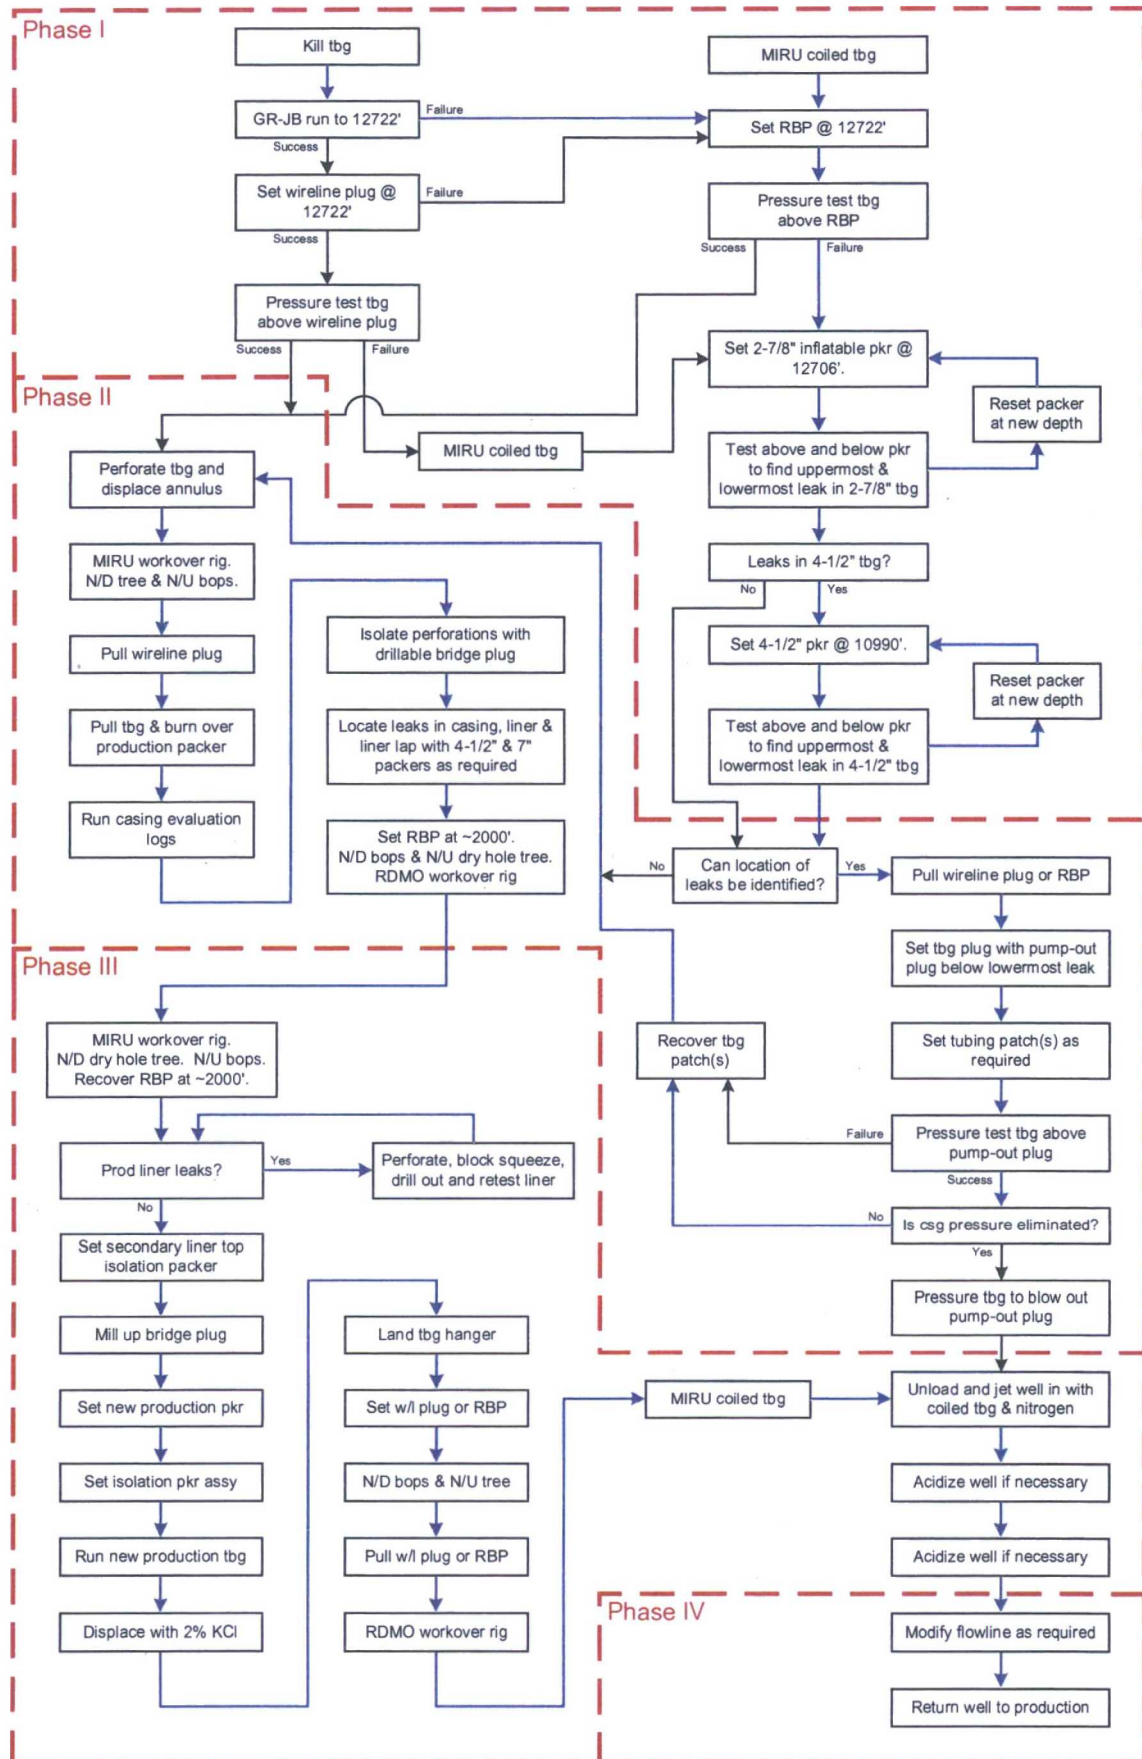 Phase I
Kill tbg
MIRU coiled tbg
GR-JB run to 12722'
Failure
Set RBP @ 12722'
Success
Set wireline plug @
12722'
Failure
Pressure test tbg
above RBP
Success
Success
Failure
Pressure test tbg
above wireline plug
Success
Failure
Set 2-7/8" inflatable pkr @
12706'.
Reset packer
at new depth
Phase II
MIRU coiled tbg
Test above and below pkr
to find uppermost &
lowermost leak in 2-7/8" tbg
Perforate tbg and
displace annulus
Leaks in 4-1/2" tbg?
No
Yes
MIRU workover rig.
N/D tree & N/U bops.
Isolate perforations with
drillable bridge plug
Set 4-1/2" pkr @ 10990'.
Pull wireline plug
Reset packer
at new depth
Pull tbg & burn over
production packer
Locate leaks in casing, liner &
liner lap with 4-1/2" & 7"
packers as required
Test above and below pkr
to find uppermost &
lowermost leak in 4-1/2" tbg
Run casing evaluation
logs
Set RBP at ~2000'.
N/D bops & N/U dry hole tree.
RDMO workover rig
No
Can location of
leaks be identified?
Yes
Pull wireline plug or RBP
Set tbg plug with pump-out
plug below lowermost leak
Phase III
MIRU workover rig.
N/D dry hole tree. N/U bops.
Recover RBP at ~2000'.
Recover tbg
patch(s)
Set tubing patch(s) as
required
Failure
Pressure test tbg above
pump-out plug
Success
Prod liner leaks?
Yes
Perforate, block squeeze,
drill out and retest liner
No
No
Is csg pressure eliminated?
Yes
Set secondary liner top
isolation packer
Pressure tbg to blow out
pump-out plug
Mill up bridge plug
Land tbg hanger
Set new production pkr
Set w/l plug or RBP
MIRU coiled tbg
Unload and jet well in with
coiled tbg & nitrogen
Set isolation pkr assy
N/D bops & N/U tree
Acidize well if necessary
Run new production tbg
Pull w/l plug or RBP
Acidize well if necessary
Displace with 2% KCl
RDMO workover rig
Phase IV
Modify flowline as required
Return well to production